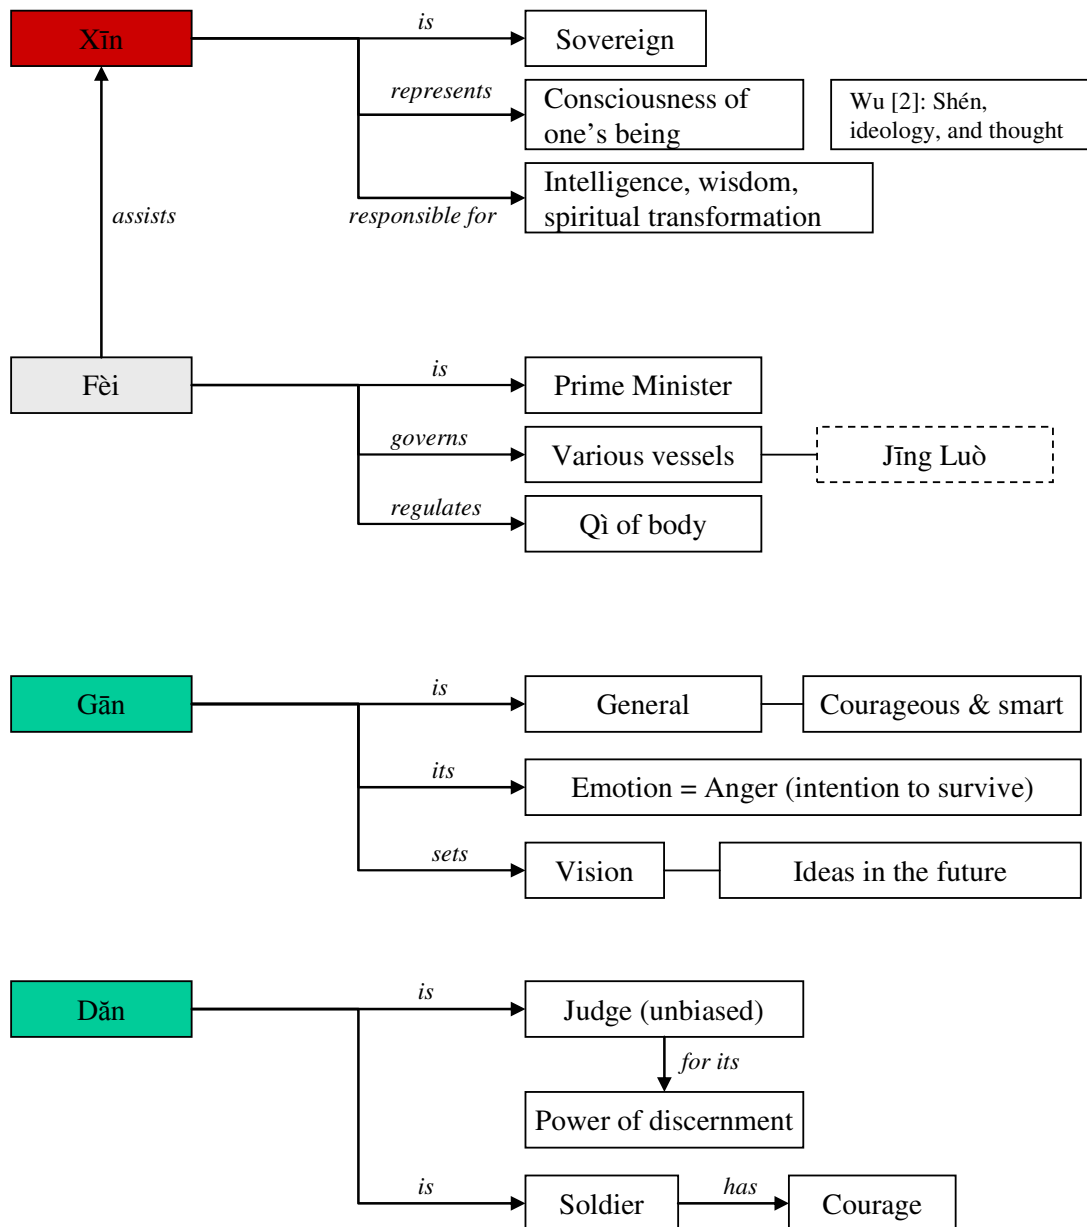 Xīn
is
Sovereign
represents
Consciousness of
one's being
Wu [2]: Shén,
ideology, and thought
responsible for
Intelligence, wisdom,
spiritual transformation
assists
Fèi
is
Prime Minister
governs
Various vessels
Jīng Luò
regulates
Qì of body
Gān
is
General
Courageous & smart
its
Emotion = Anger (intention to survive)
sets
Vision
Ideas in the future
Dăn
is
Judge (unbiased)
for its
Power of discernment
is
Soldier
has
Courage